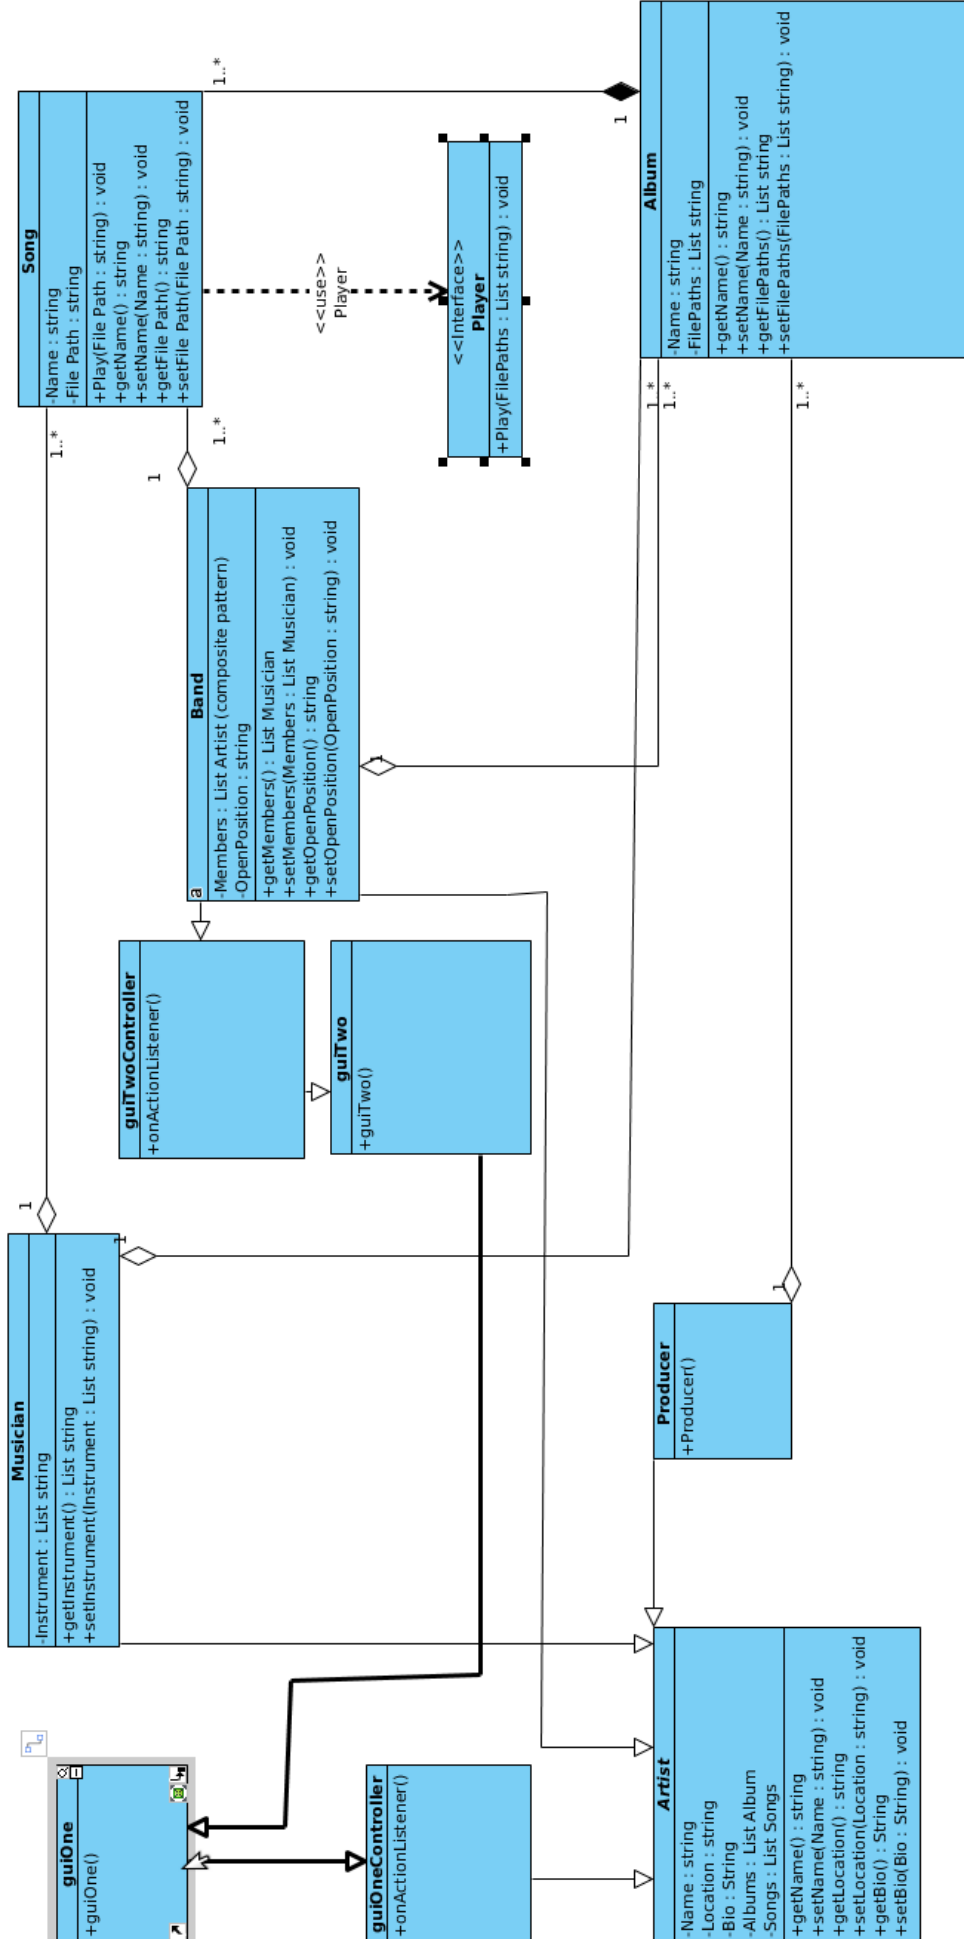 guiOne
+guiOne()
guiOneController
+onActionListener()
Artist
-Name : string
-Location : string
-Bio : String
-Albums : List Album
-Songs : List Songs
+getName() : string
+setName(Name : string) : void
+getLocation() : string
+setLocation(Location : string) : void
+getBio() : String
+setBio(Bio : String) : void
Musician
-Instrument : List string
+getInstrument() : List string
+setInstrument(Instrument : List string) : void
1
1
Producer
+Producer()
1
guiTwoController
+onActionListener()
guiTwo
+guiTwo()
a
Band
-Members : List Artist (composite pattern)
-OpenPosition : string
+getMembers() : List Musician
+setMembers(Members : List Musician) : void
+getOpenPosition() : string
+setOpenPosition(OpenPosition : string) : void
1
1
1..*
1..*
1..*
1..*
1..*
Song
-Name : string
-File Path : string
+Play(File Path : string) : void
+getName() : string
+setName(Name : string) : void
+getFile Path() : string
+setFile Path(File Path : string) : void
<<use>>
Player
<<Interface>>
Player
+Play(FilePaths : List string) : void
1..*
1
Album
-Name : string
-FilePaths : List string
+getName() : string
+setName(Name : string) : void
+getFilePaths() : List string
+setFilePaths(FilePaths : List string) : void